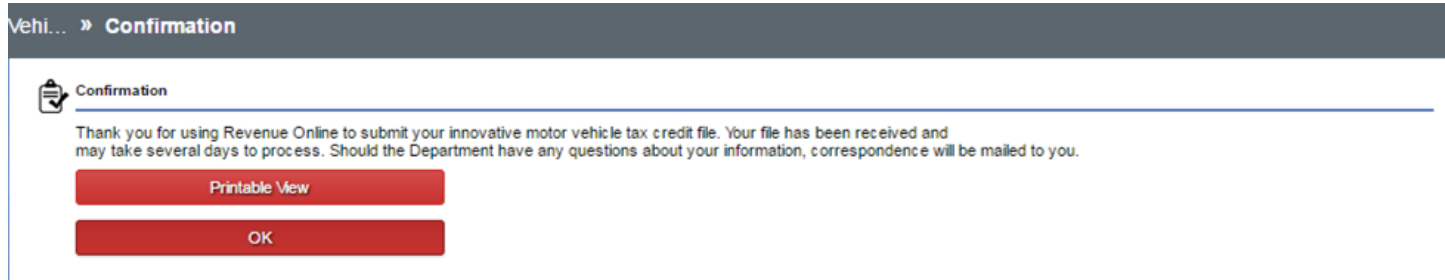 Vehi... » Confirmation
Confirmation
Thank you for using Revenue Online to submit your innovative motor vehicle tax credit file. Your file has been received and
may take several days to process. Should the Department have any questions about your information, correspondence will be mailed to you.
Printable View
OK